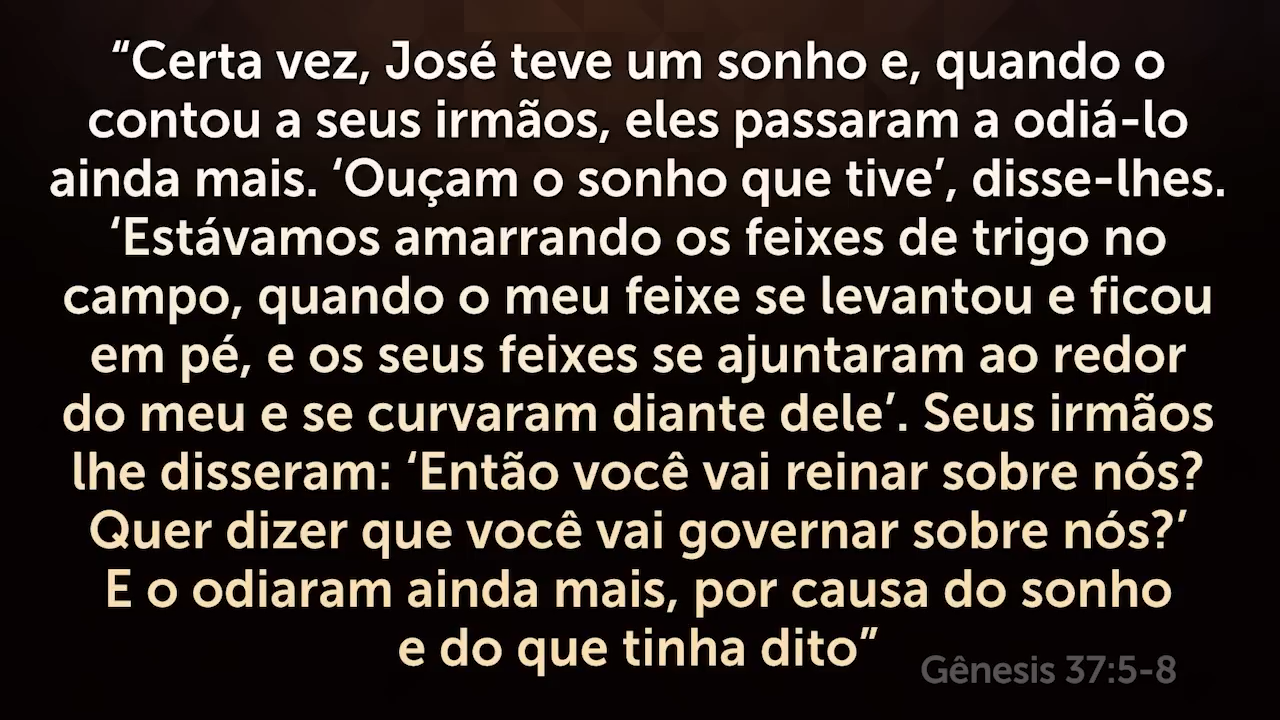 “Certa vez, José teve um sonho e, quando o
contou a seus irmãos, eles passaram a odiá-lo
ainda mais. ‘Ouçam o sonho que tive’, disse-lhes.
‘Estávamos amarrando os feixes de trigo no
campo, quando o meu feixe se levantou e ficou
em pé, e os seus feixes se ajuntaram ao redor
do meu e se curvaram diante dele’. Seus irmãos
lhe disseram: ‘Então você vai reinar sobre nós?
Quer dizer que você vai governar sobre nós?’
E o odiaram ainda mais, por causa do sonho
e do que tinha dito”
Gênesis 37:5-8